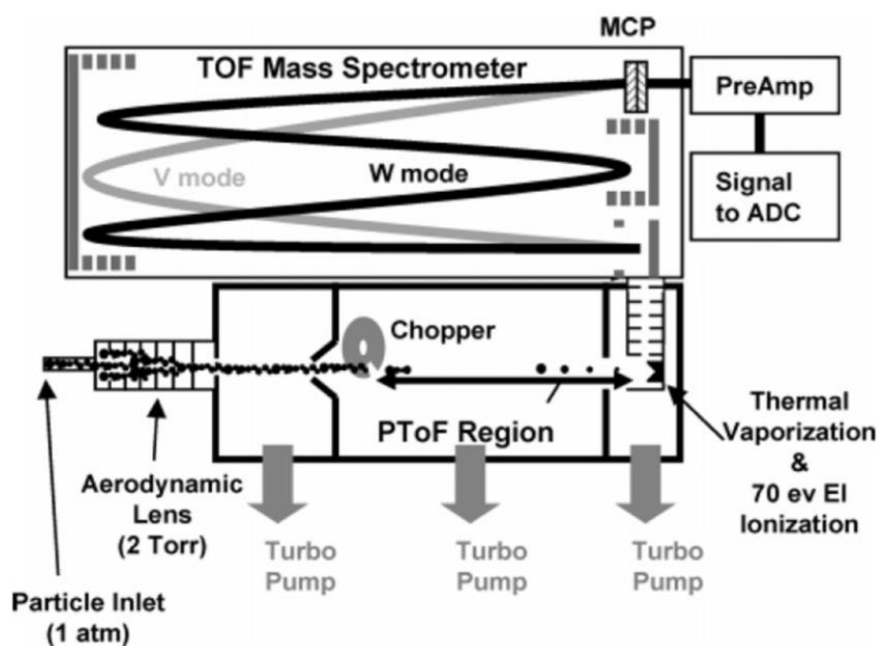 MCP
TOF Mass Spectrometer
PreAmp
V mode
W mode
Signal
to ADC
Chopper
PToF Region
Thermal
Vaporization
&
70 ev EI
Ionization
Aerodynamic
Lens
(2 Torr)
Turbo
Pump
Turbo
Pump
Turbo
Pump
Particle Inlet
(1 atm)